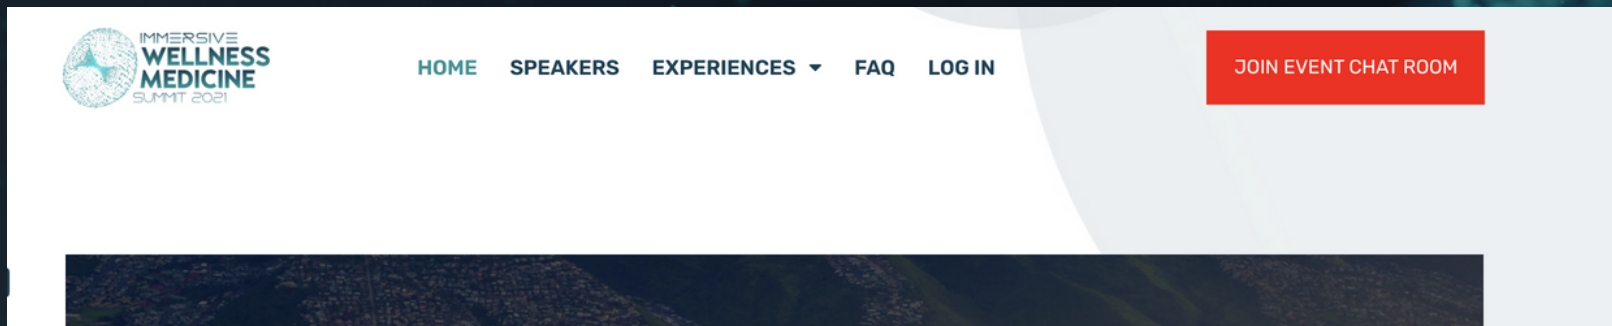 IMMERSIVE
WELLNESS
MEDICINE
SUMMIT 2021
HOME SPEAKERS EXPERIENCES FAQ LOG IN
JOIN EVENT CHAT ROOM